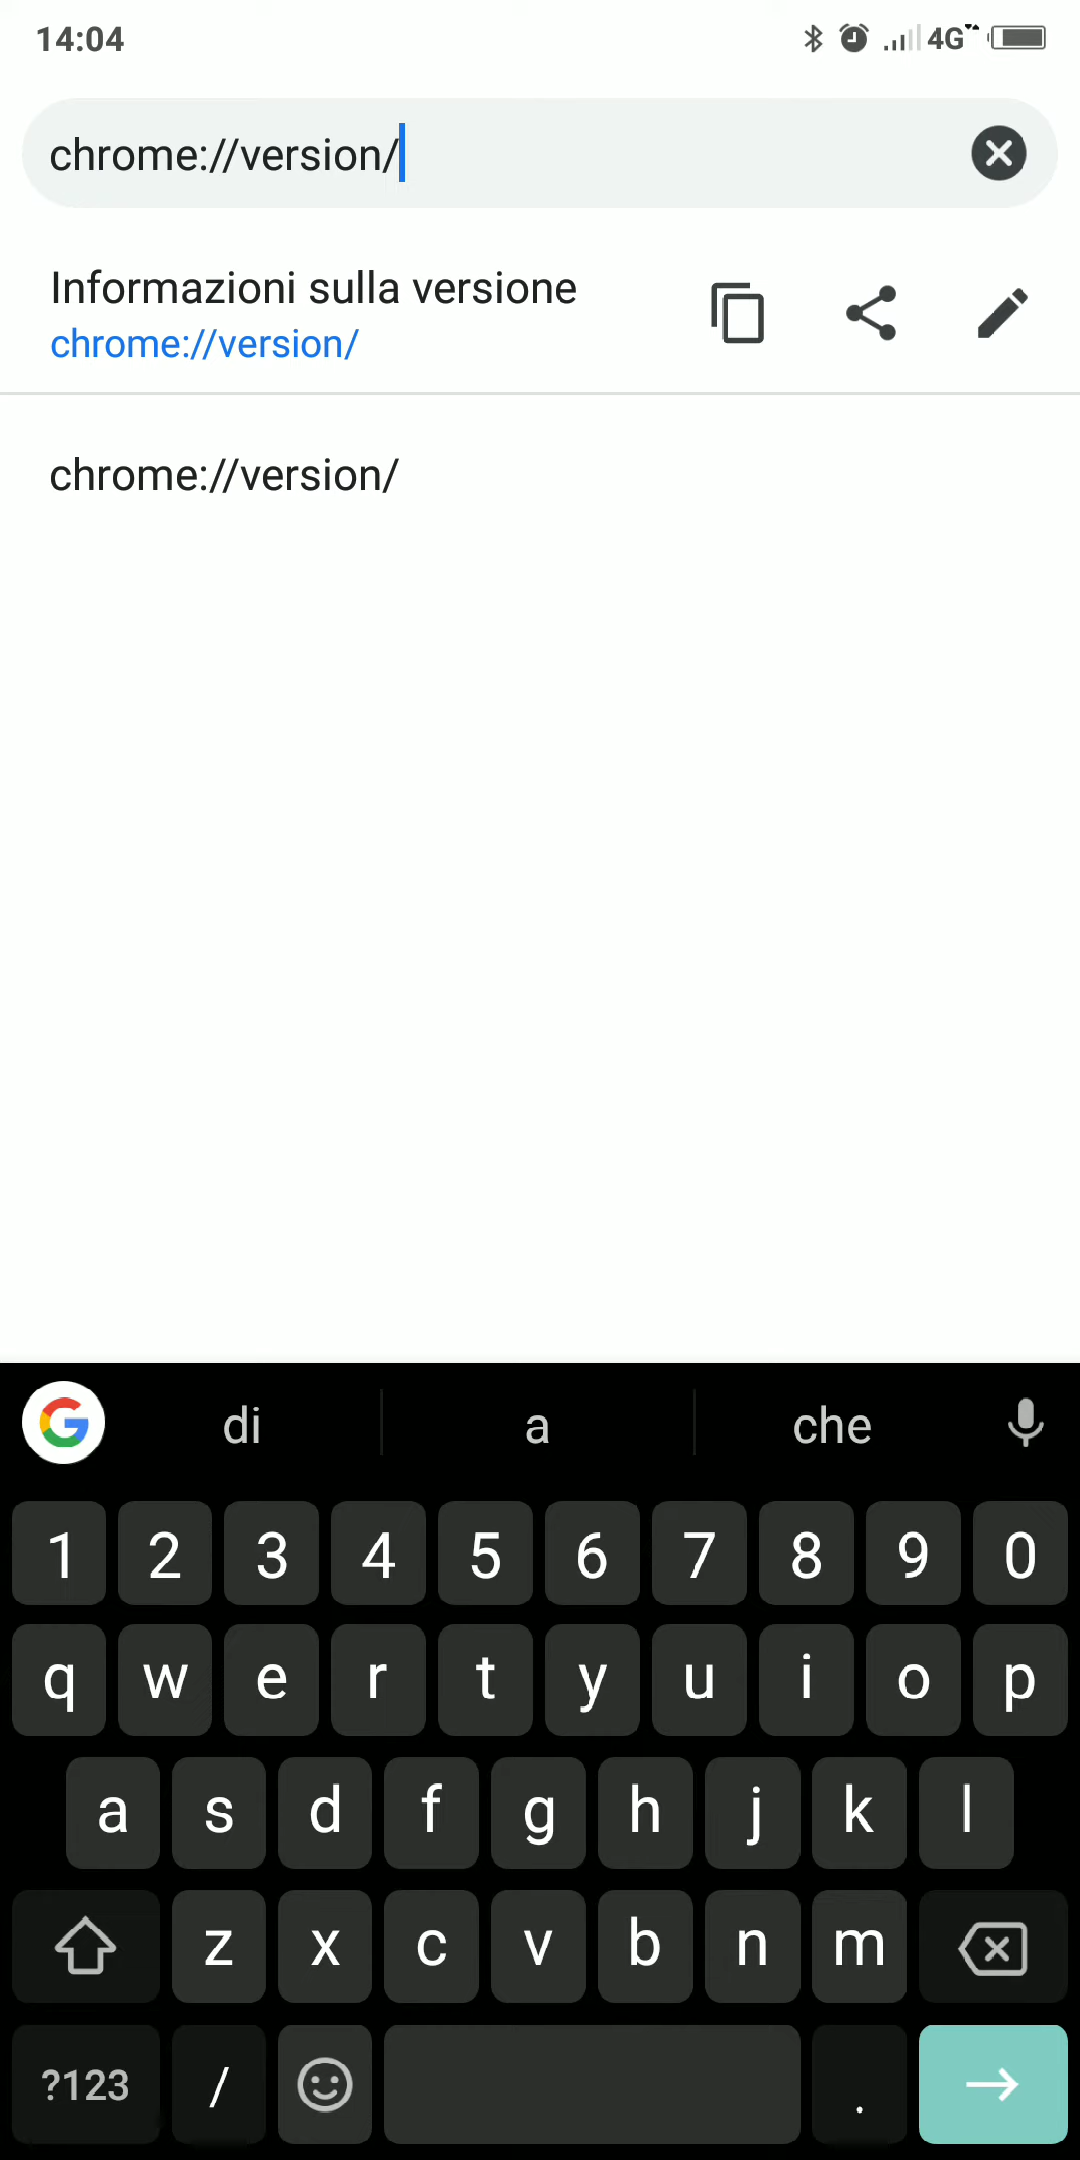 14:04 4G
chrome://version/
Informazioni sulla versione
chrome://version/
chrome://version/
di a che
1 2 3 4 5 6 7 8 9 0
q w e r t y u i o p
a s d f g h j k l
z x c v b n m
?123 / .